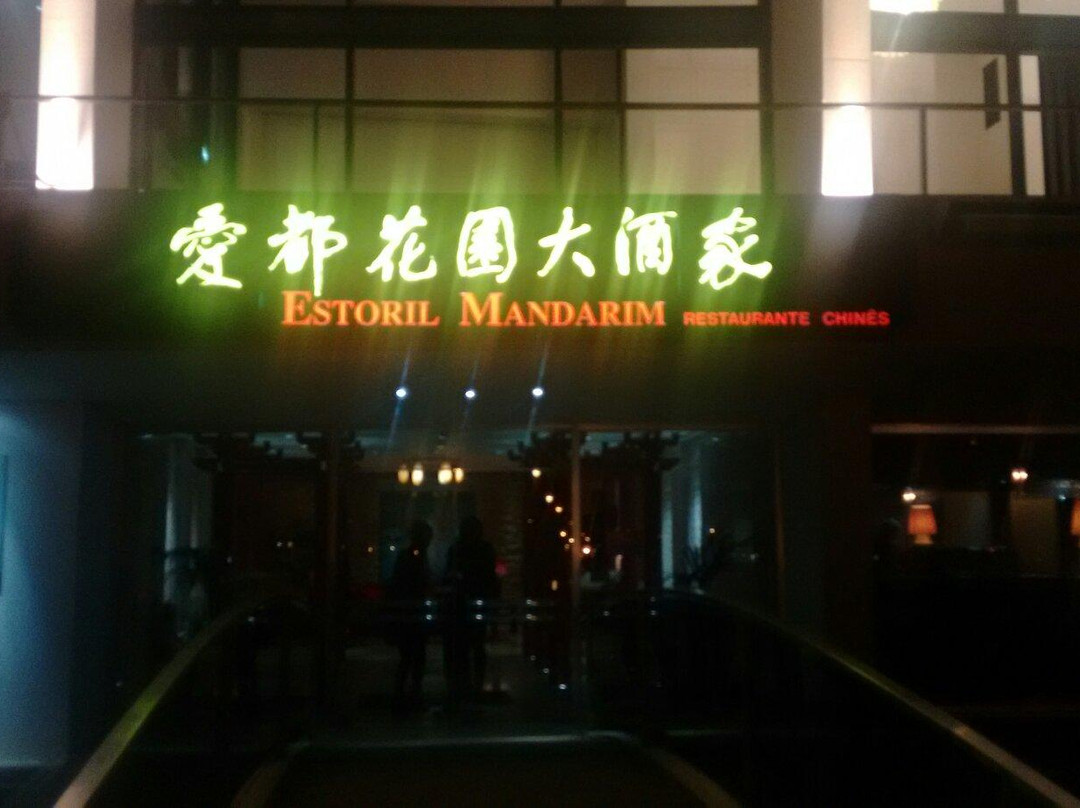 愛都花園大酒家
ESTORIL MANDARIM RESTAURANTE CHINÊS